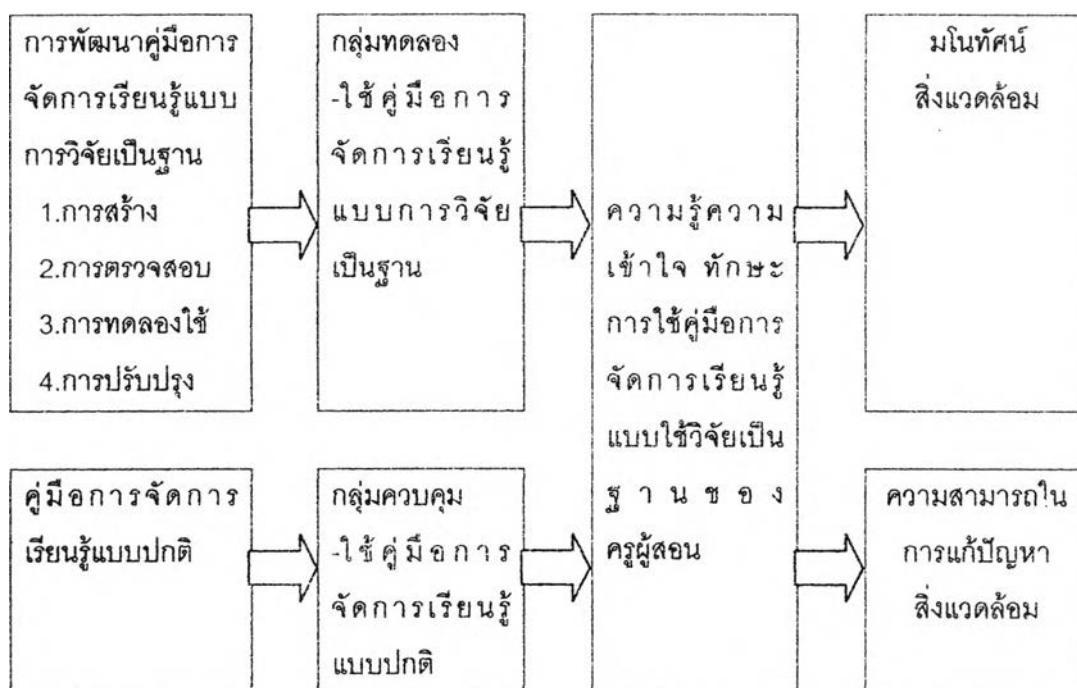 การพัฒนาคู่มือการ
จัดการเรียนรู้แบบ
การวิจัยเป็นฐาน
1.การสร้าง
2.การตรวจสอบ
3.การทดลองใช้
4.การปรับปรุง
กลุ่มทดลอง
-ใช้คู่มือการ
จัดการเรียนรู้
แบบการวิจัย
เป็นฐาน
ความรู้ความ
เข้าใจ ทักษะ
การใช้คู่มือการ
จัดการเรียนรู้
แบบใช้วิจัยเป็น
ฐานของ
ครูผู้สอน
มโนทัศน์
สิ่งแวดล้อม
คู่มือการจัดการ
เรียนรู้แบบปกติ
กลุ่มควบคุม
-ใช้คู่มือการ
จัดการเรียนรู้
แบบปกติ
ความสามารถใน
การแก้ปัญหา
สิ่งแวดล้อม